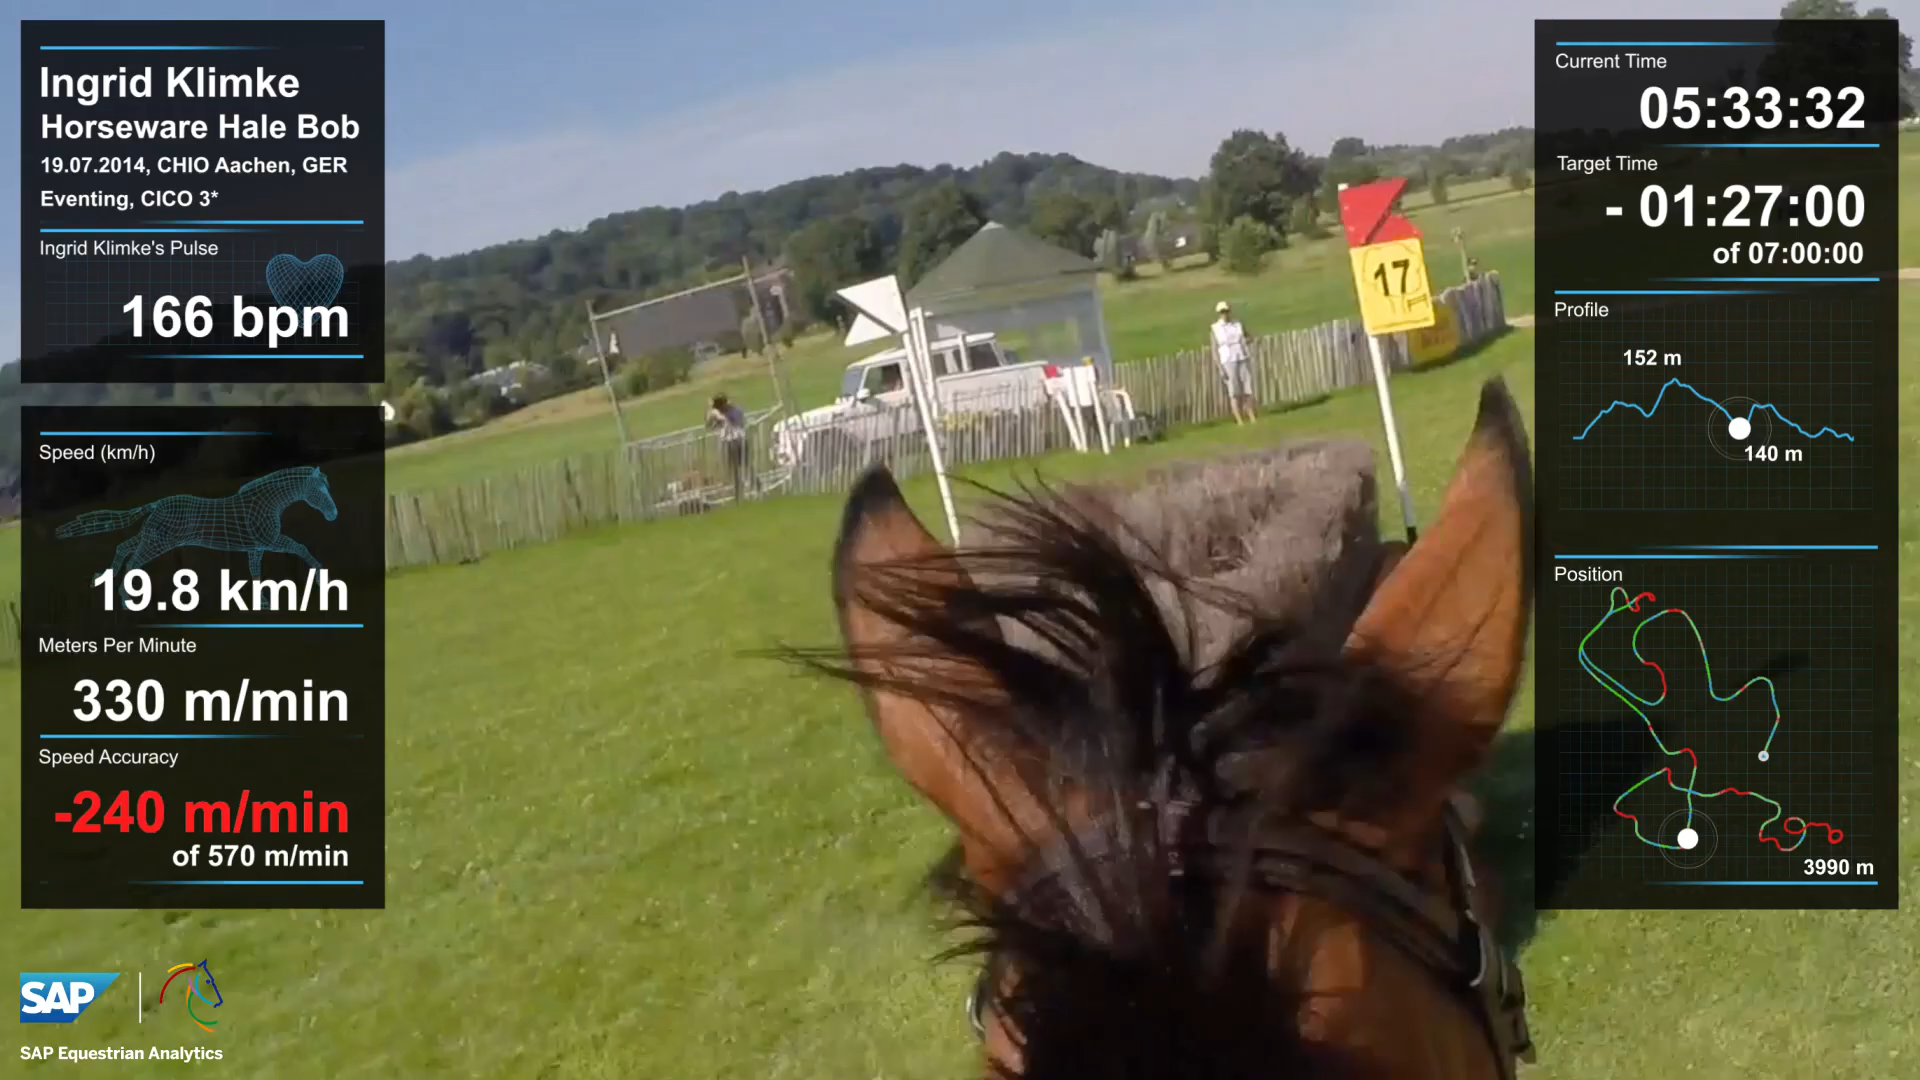 Ingrid Klimke
Horseware Hale Bob
19.07.2014, CHIO Aachen, GER
Eventing, CICO 3*
Ingrid Klimke's Pulse
166 bpm
Speed (km/h)
19.8 km/h
Meters Per Minute
330 m/min
Speed Accuracy
-240 m/min
of 570 m/min
SAP
SAP Equestrian Analytics
17
Current Time
05:33:32
Target Time
- 01:27:00
of 07:00:00
Profile
152 m
140 m
Position
3990 m